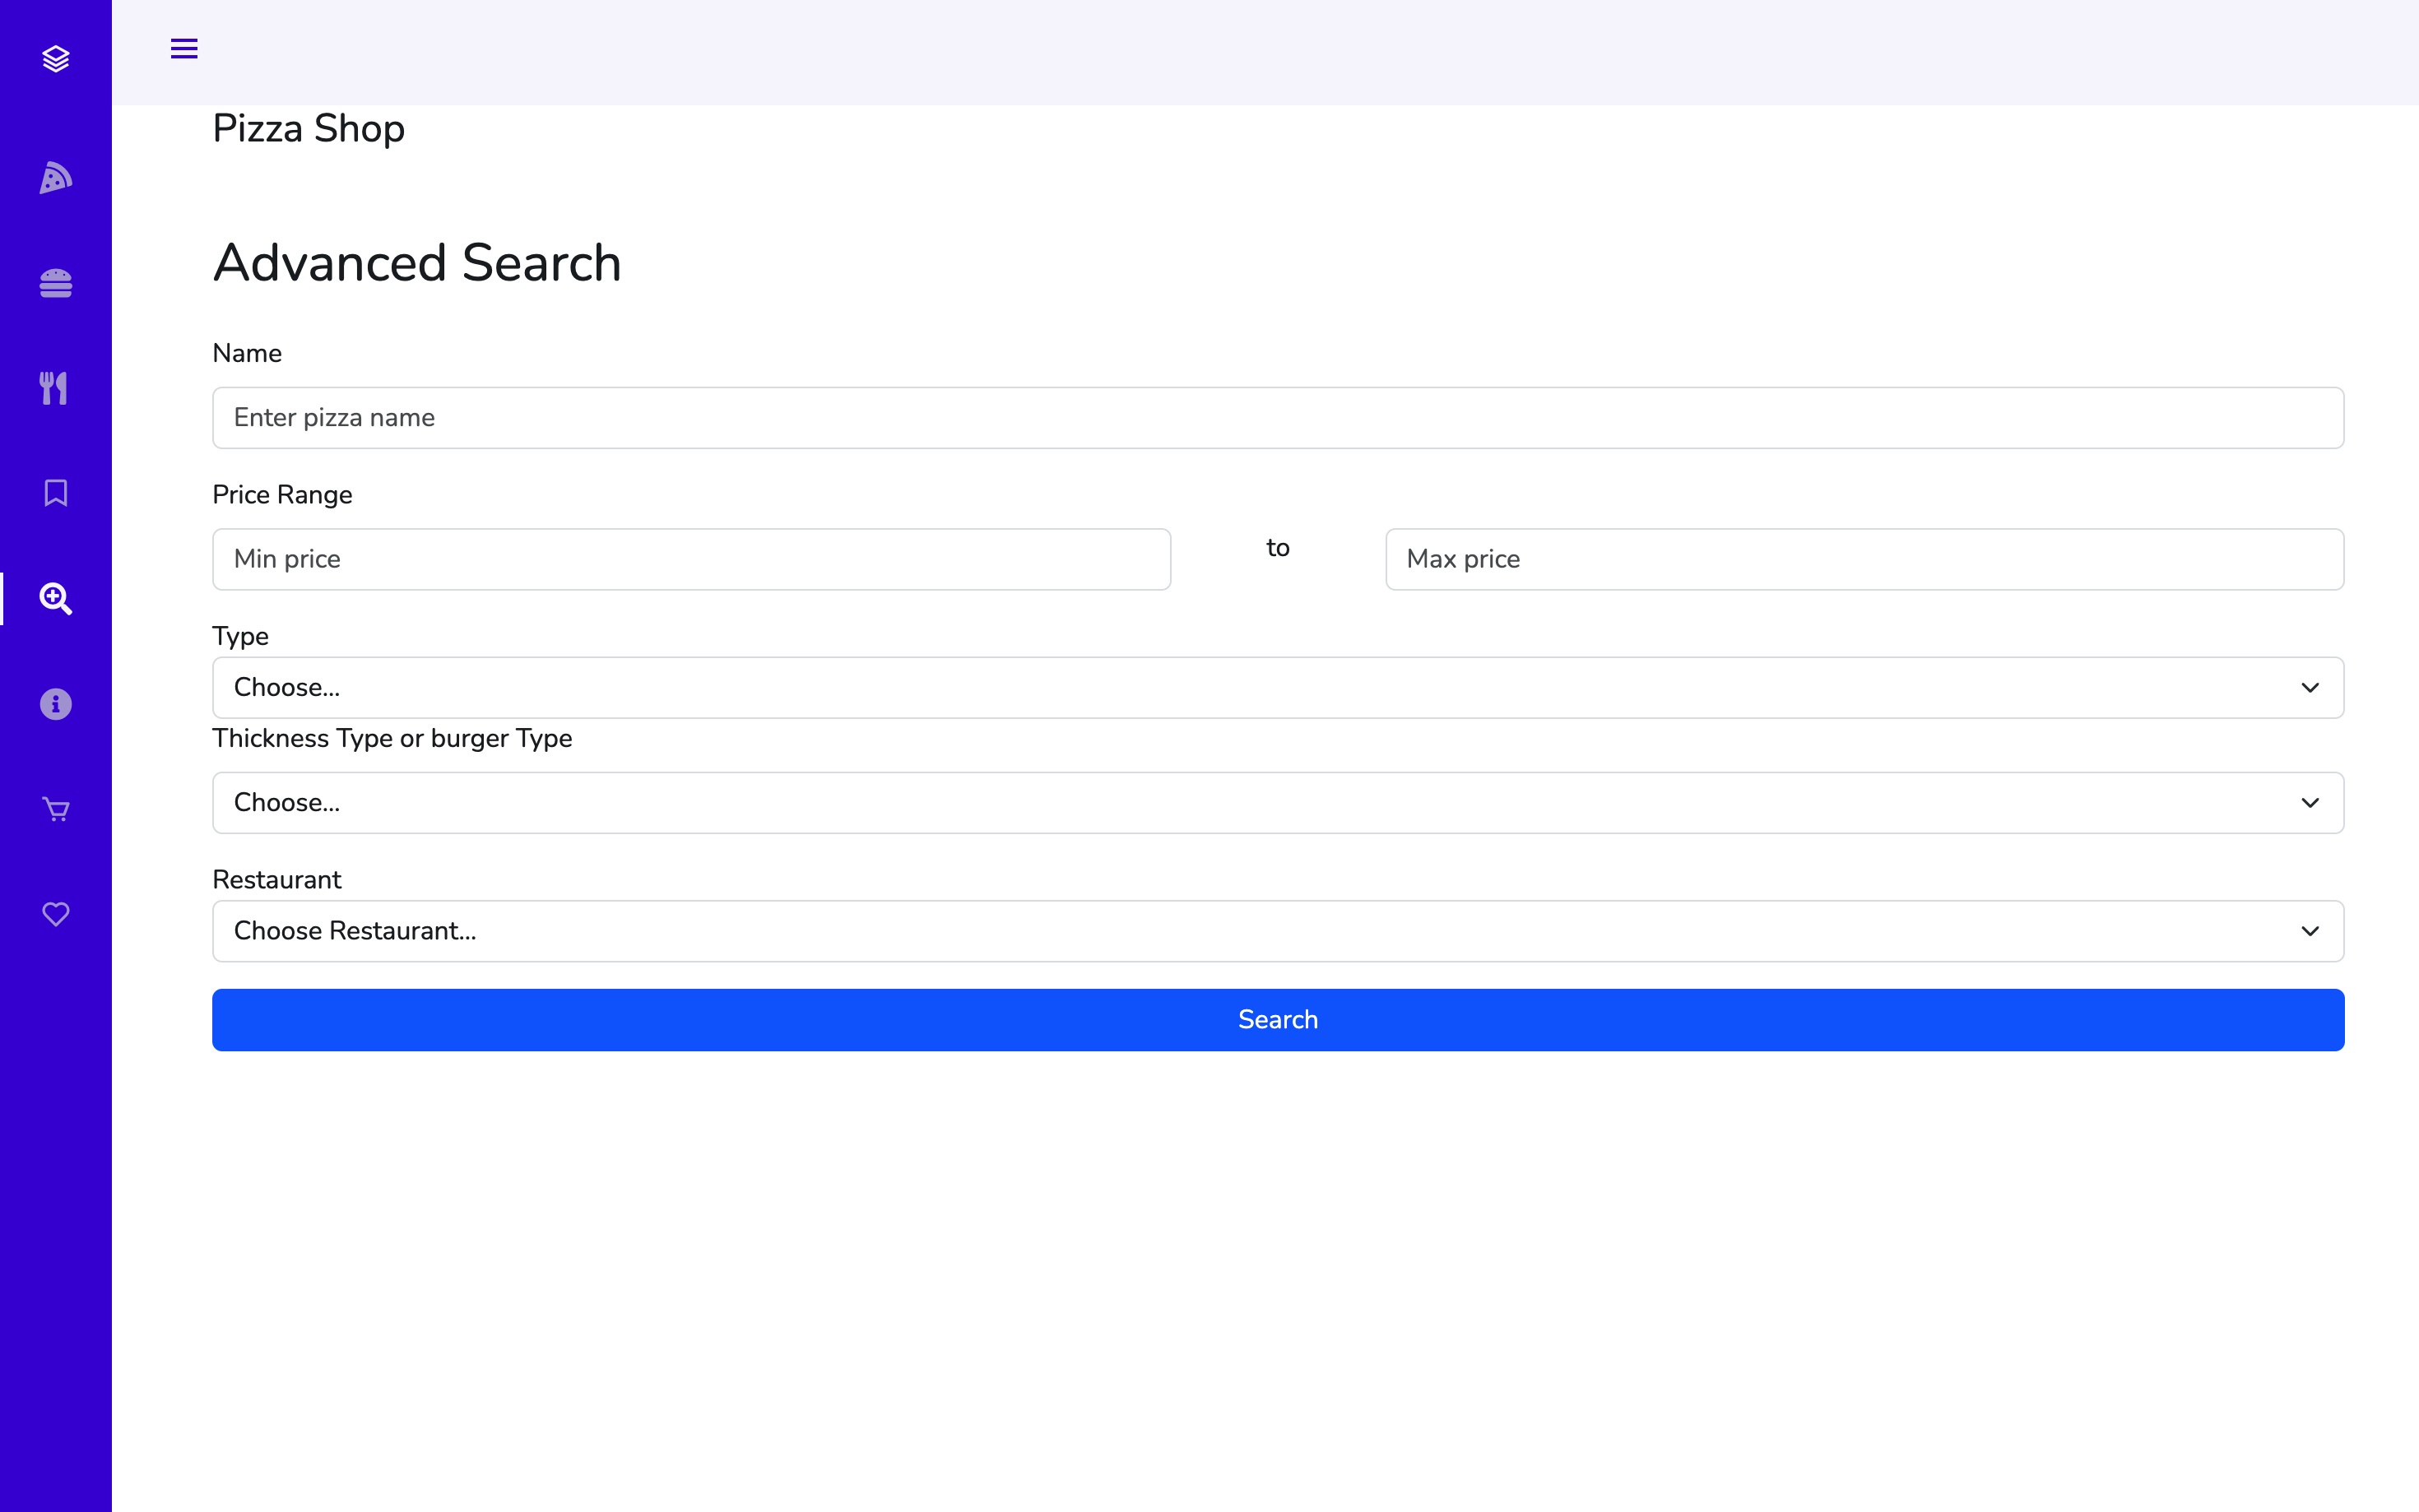 Pizza Shop
Advanced Search
Name
Enter pizza name
Price Range
Min price to Max price
Type
Choose...
Thickness Type or burger Type
Choose...
Restaurant
Choose Restaurant...
Search